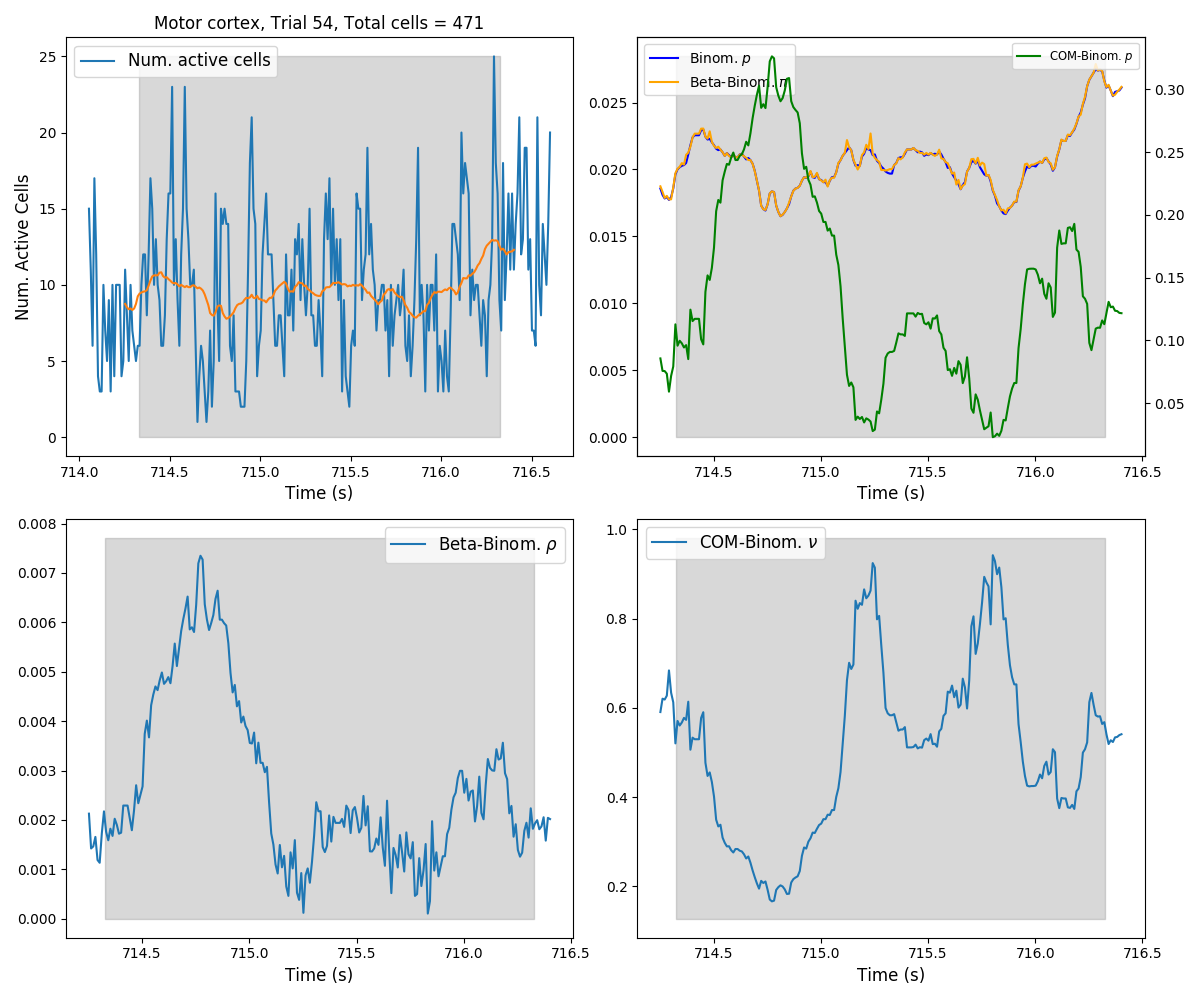 Motor cortex, Trial 54, Total cells = 471
Num. active cells
Num. Active Cells
25
20
15
10
5
0
714.0 714.5 715.0 715.5 716.0 716.5
Time (s)
Binom. p
Beta-Binom. π
COM-Binom. p
0.025
0.020
0.015
0.010
0.005
0.000
0.30
0.25
0.20
0.15
0.10
0.05
714.5 715.0 715.5 716.0 716.5
Time (s)
Beta-Binom. ρ
0.008
0.007
0.006
0.005
0.004
0.003
0.002
0.001
0.000
714.5 715.0 715.5 716.0 716.5
Time (s)
COM-Binom. ν
1.0
0.8
0.6
0.4
0.2
714.5 715.0 715.5 716.0 716.5
Time (s)